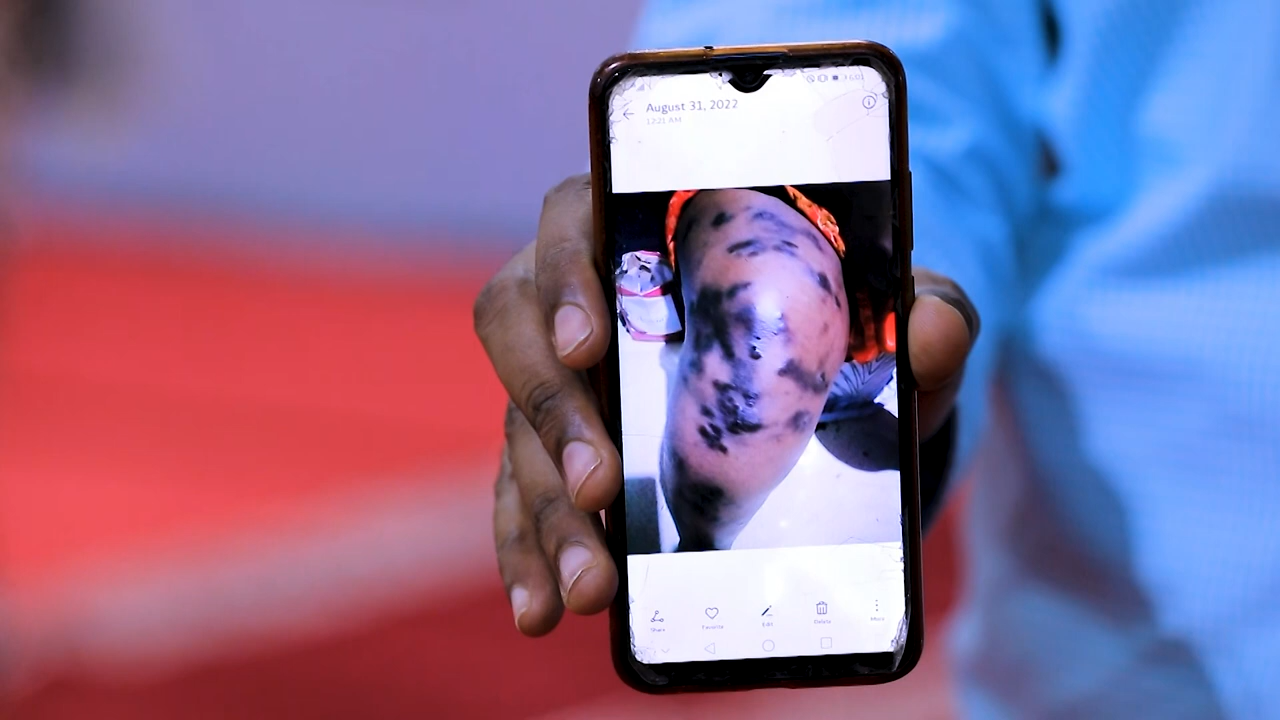 August 31, 2022
12:21 AM
Share
Favorite
Edit
Delete
More